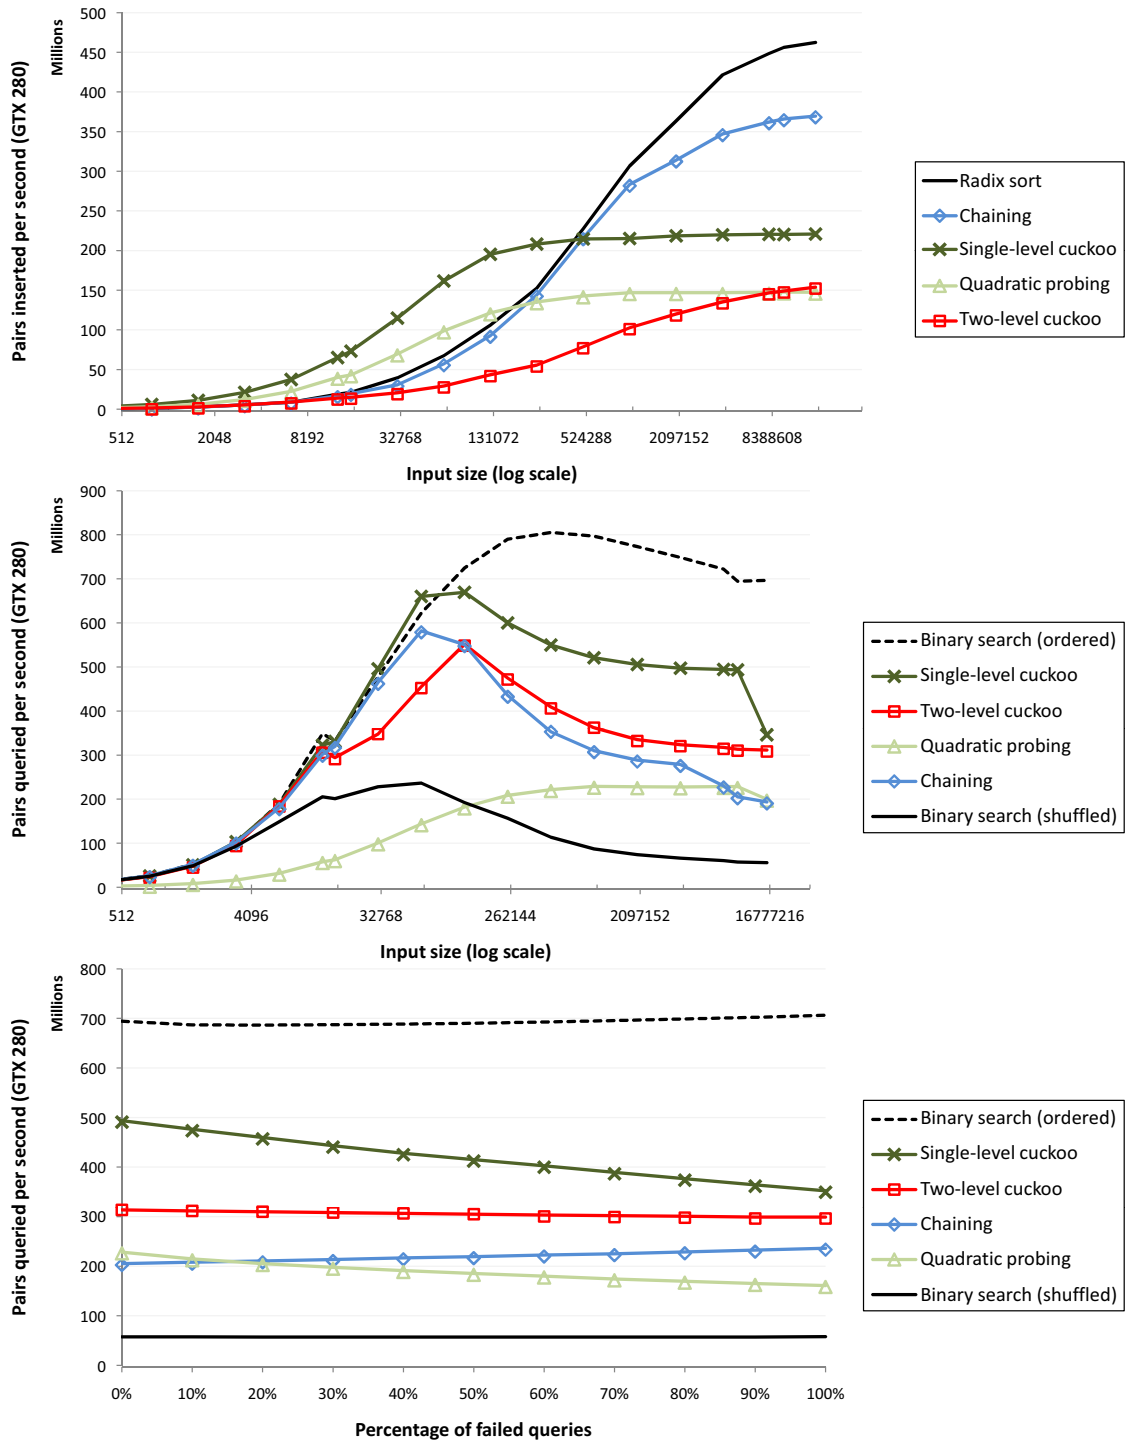 Pairs inserted per second (GTX 280)
Millions
500
450
400
350
300
250
200
150
100
50
0
512
2048
8192
32768
131072
524288
2097152
8388608
Input size (log scale)
Radix sort
Chaining
Single-level cuckoo
Quadratic probing
Two-level cuckoo
Pairs queried per second (GTX 280)
Millions
900
800
700
600
500
400
300
200
100
0
512
4096
32768
262144
2097152
16777216
Input size (log scale)
Binary search (ordered)
Single-level cuckoo
Two-level cuckoo
Quadratic probing
Chaining
Binary search (shuffled)
Pairs queried per second (GTX 280)
Millions
800
700
600
500
400
300
200
100
0
0%
10%
20%
30%
40%
50%
60%
70%
80%
90%
100%
Percentage of failed queries
Binary search (ordered)
Single-level cuckoo
Two-level cuckoo
Chaining
Quadratic probing
Binary search (shuffled)